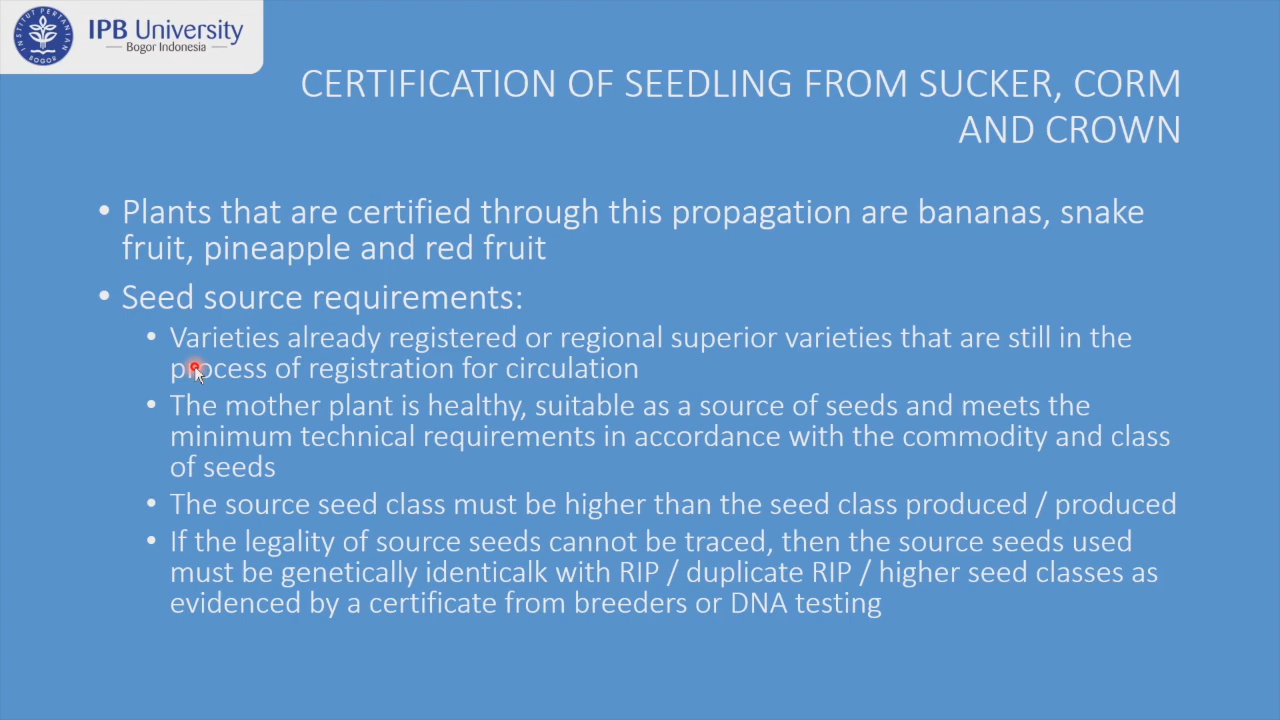 INSTITUT PERTANIAN
BOGOR
IPB University
Bogor Indonesia
CERTIFICATION OF SEEDLING FROM SUCKER, CORM
AND CROWN
• Plants that are certified through this propagation are bananas, snake
fruit, pineapple and red fruit
• Seed source requirements:
• Varieties already registered or regional superior varieties that are still in the
process of registration for circulation
• The mother plant is healthy, suitable as a source of seeds and meets the
minimum technical requirements in accordance with the commodity and class
of seeds
• The source seed class must be higher than the seed class produced / produced
• If the legality of source seeds cannot be traced, then the source seeds used
must be genetically identicalk with RIP / duplicate RIP / higher seed classes as
evidenced by a certificate from breeders or DNA testing